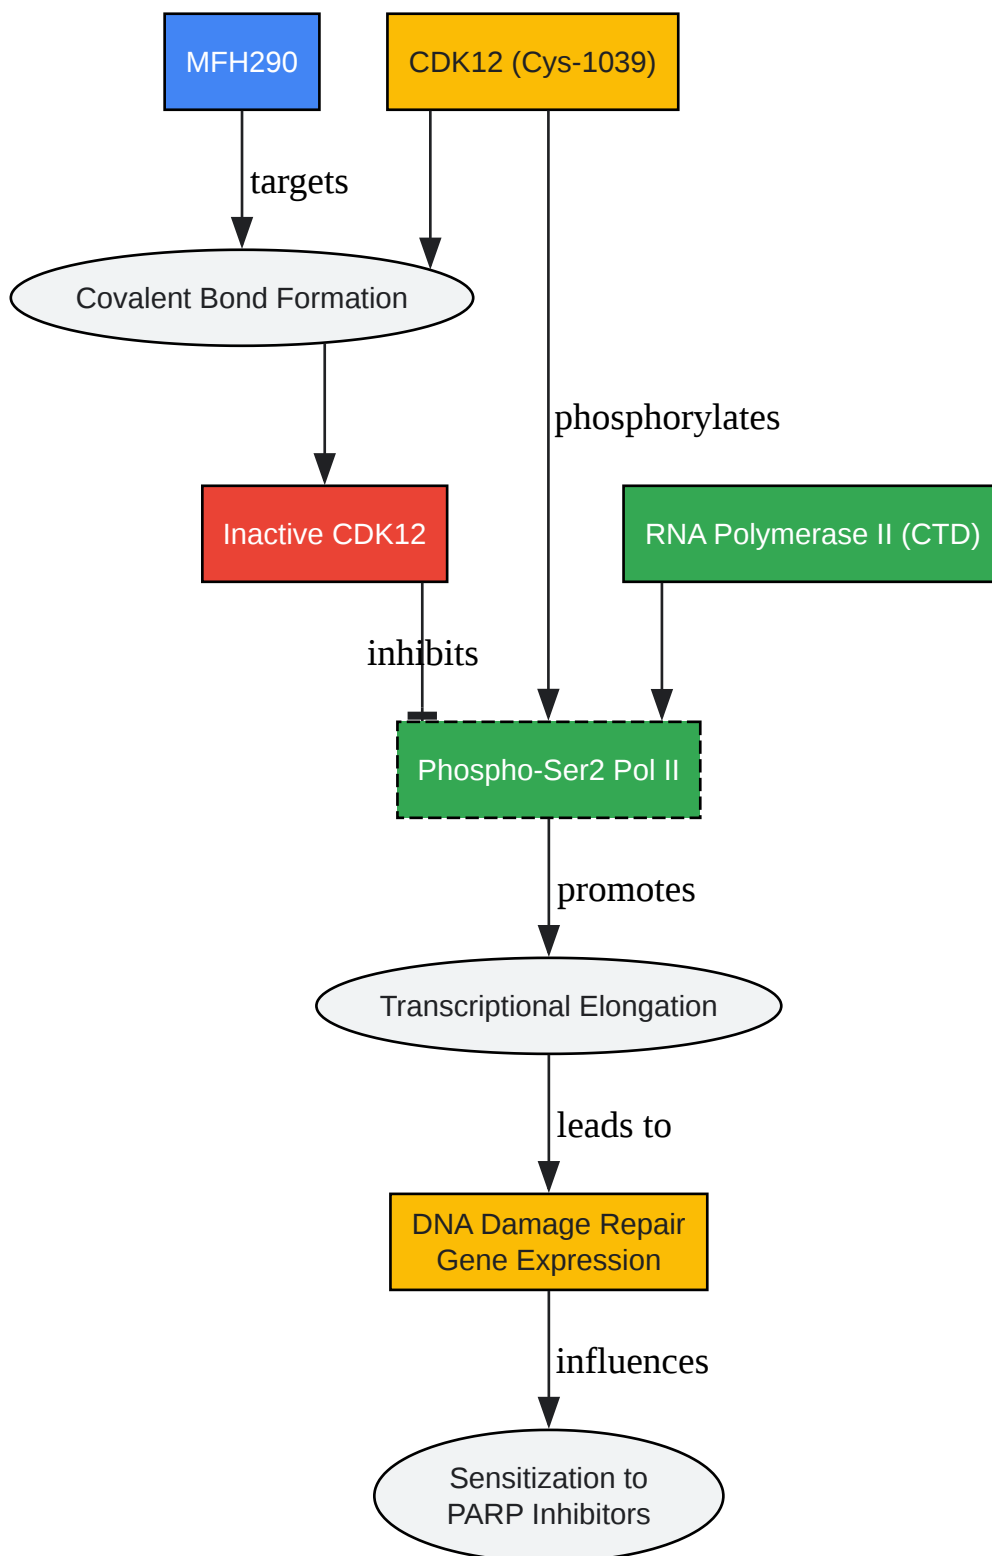 MFH290
CDK12 (Cys-1039)
targets
Covalent Bond Formation
phosphorylates
Inactive CDK12
RNA Polymerase II (CTD)
inhibits
Phospho-Ser2 Pol II
promotes
Transcriptional Elongation
leads to
DNA Damage Repair
Gene Expression
influences
Sensitization to
PARP Inhibitors